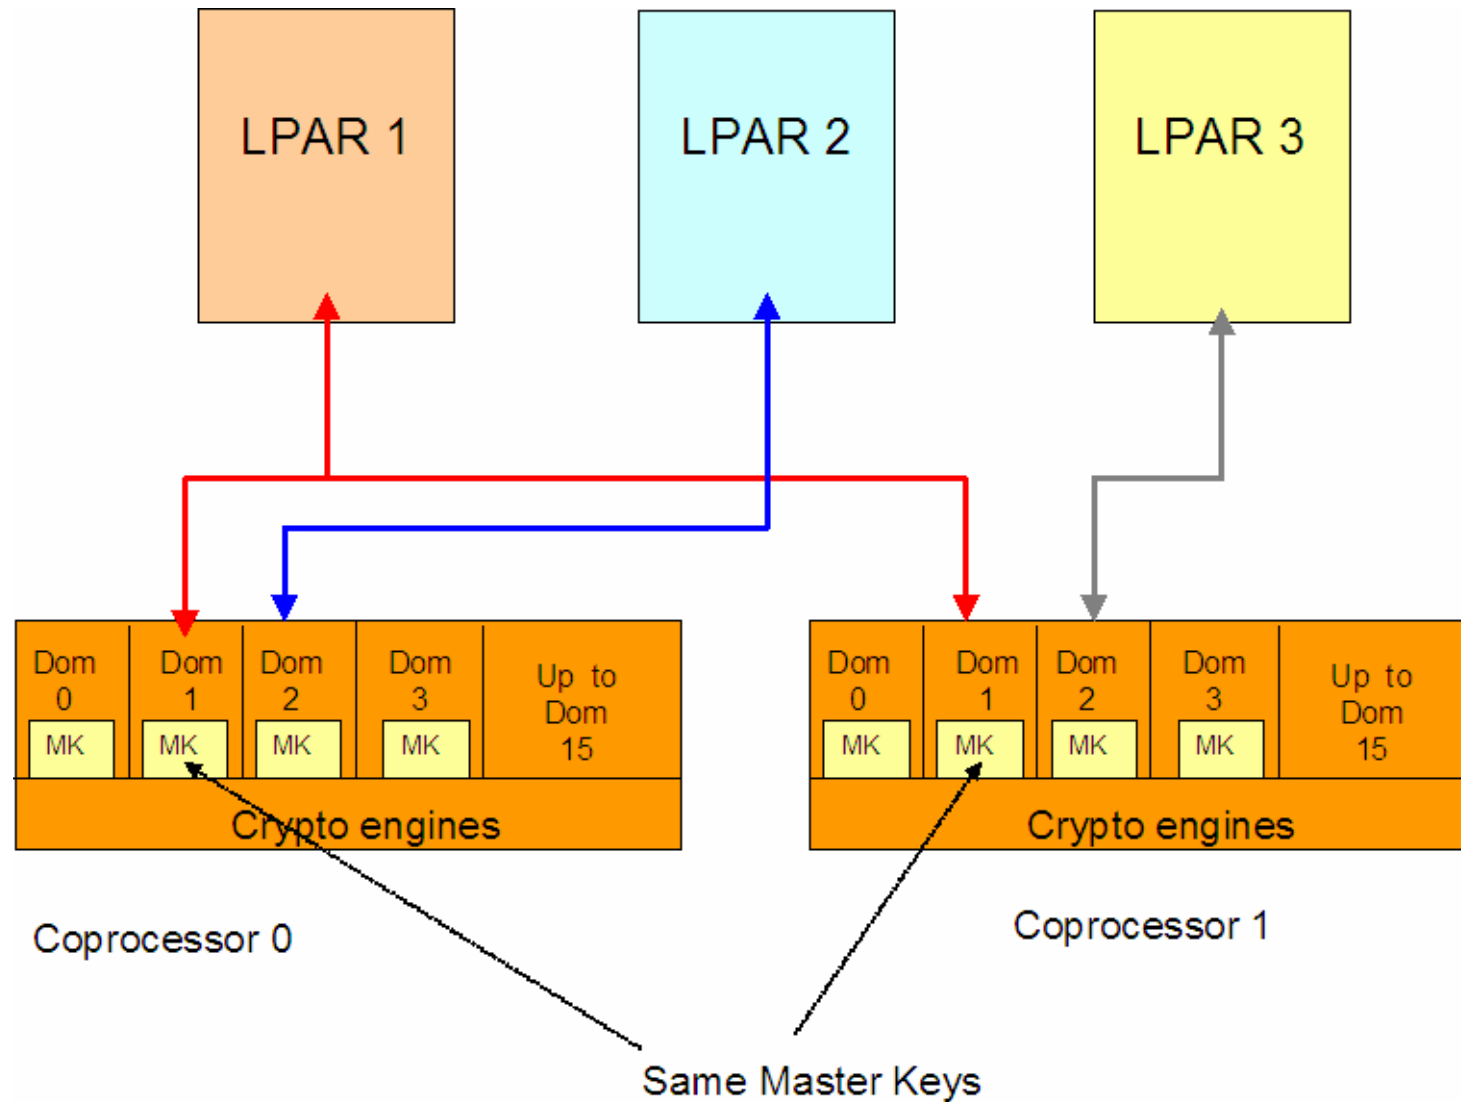 LPAR 1
LPAR 2
LPAR 3
Dom
0
MK
Dom
1
MK
Dom
2
MK
Dom
3
MK
Up to
Dom
15
Crypto engines
Dom
0
MK
Dom
1
MK
Dom
2
MK
Dom
3
MK
Up to
Dom
15
Crypto engines
Coprocessor 0
Coprocessor 1
Same Master Keys